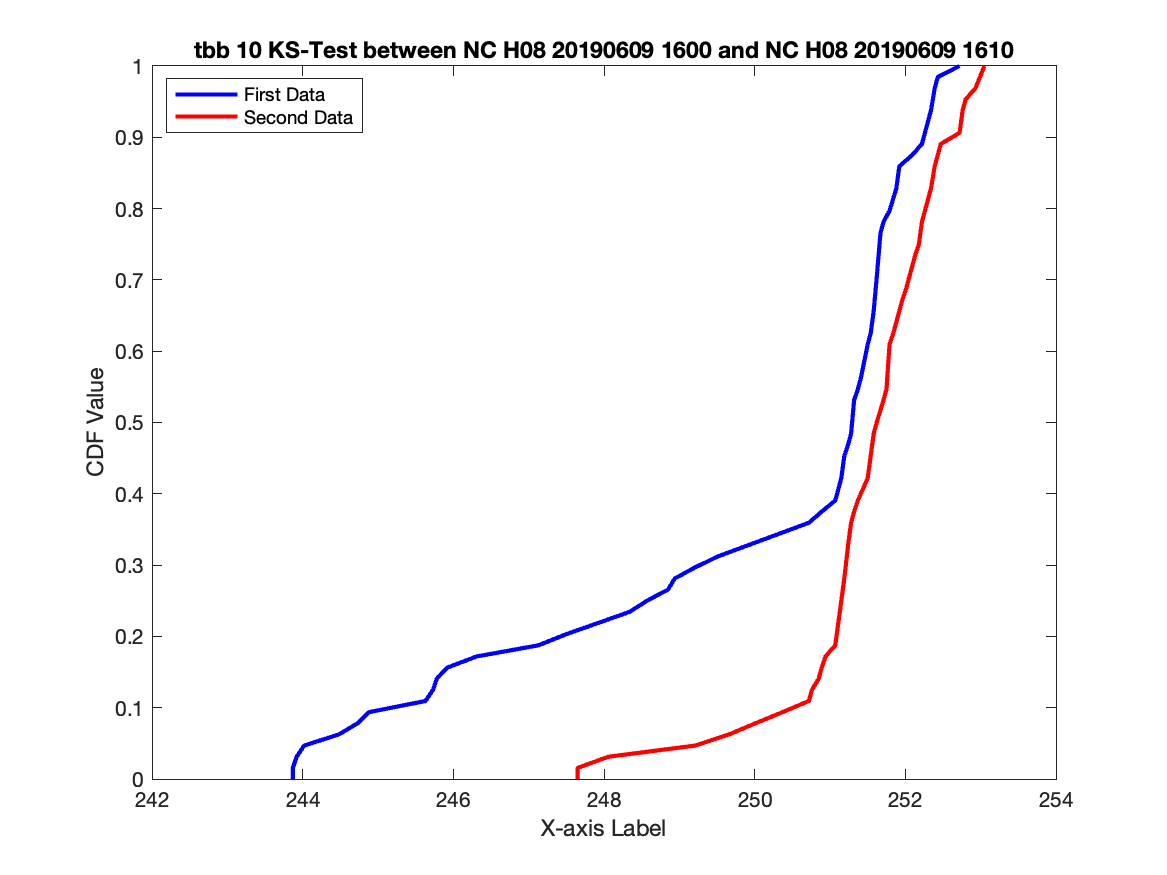 tbb 10 KS-Test between NC H08 20190609 1600 and NC H08 20190609 1610
First Data
Second Data
1
0.9
0.8
0.7
0.6
0.5
0.4
0.3
0.2
0.1
0
CDF Value
242 244 246 248 250 252 254
X-axis Label